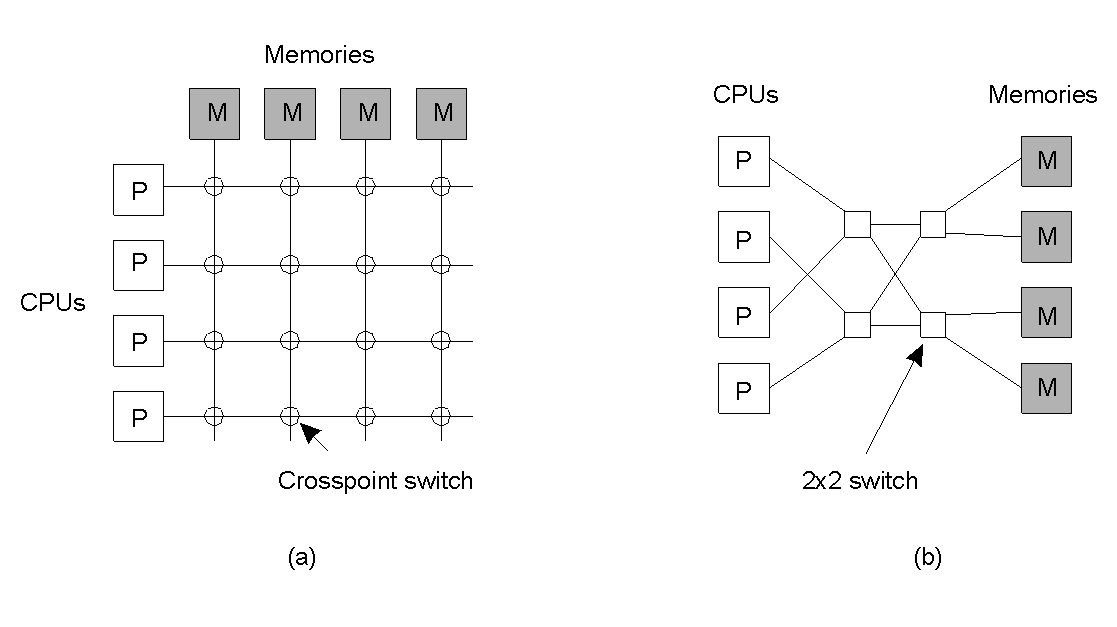 Memories
M M M M
P
P
CPUs
P
P
Crosspoint switch
(a)
CPUs Memories
P M
P M
P M
P M
2x2 switch
(b)